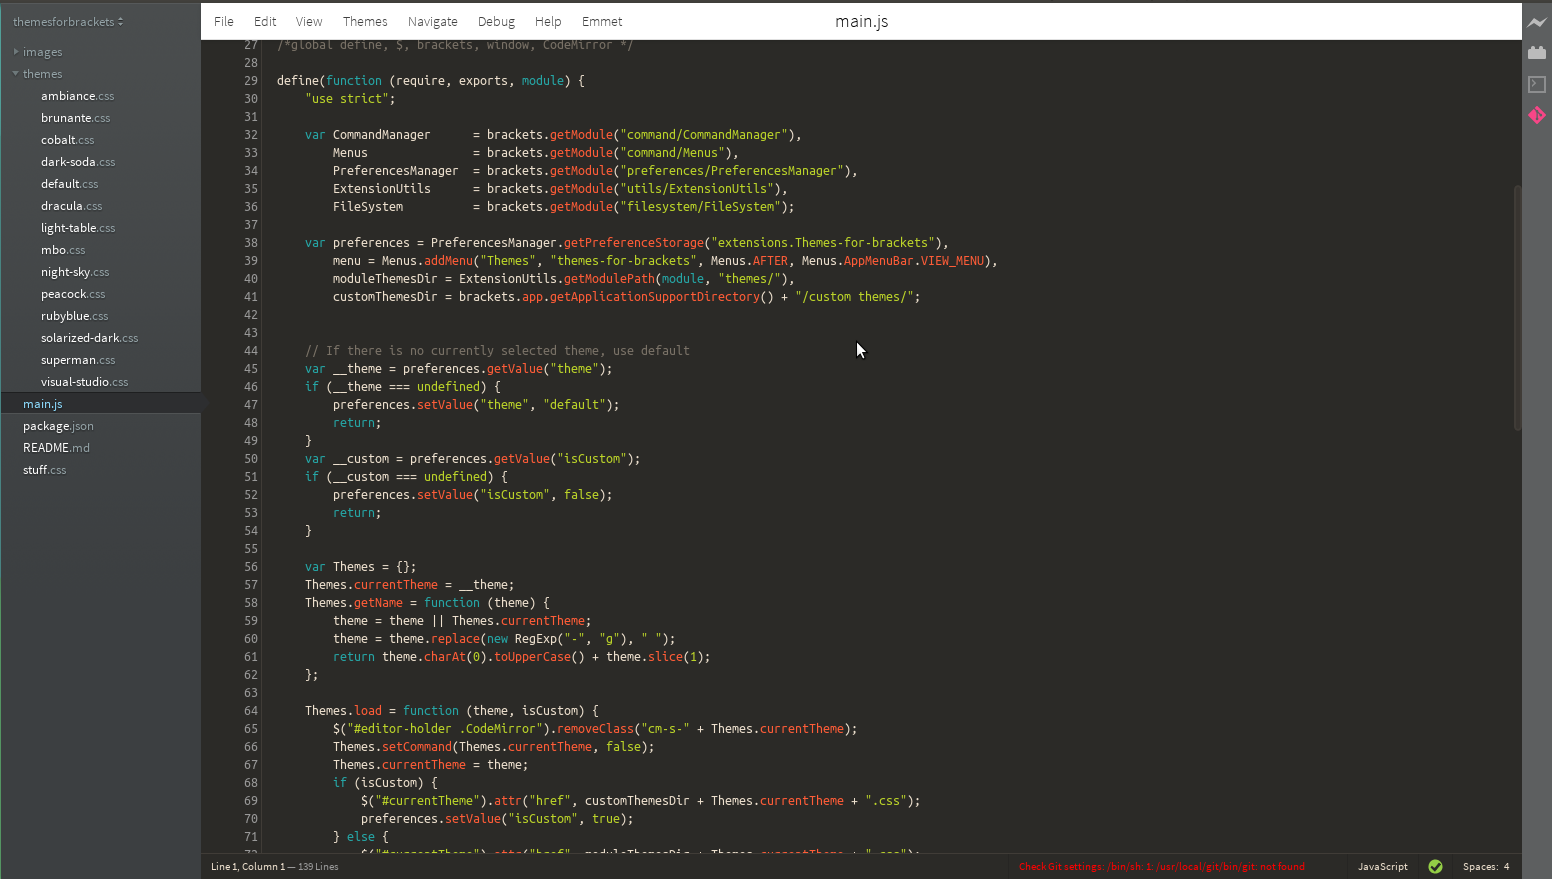 themesforbrackets
File Edit View Themes Navigate Debug Help Emmet
main.js
images
themes
ambiance.css
brunante.css
cobalt.css
dark-soda.css
default.css
dracula.css
light-table.css
mbo.css
night-sky.css
peacock.css
rubyblue.css
solarized-dark.css
superman.css
visual-studio.css
main.js
package.json
README.md
stuff.css
27 /*global define, $, brackets, window, CodeMirror */
28
29 define(function (require, exports, module) {
30     "use strict";
31
32     var CommandManager      = brackets.getModule("command/CommandManager"),
33         Menus               = brackets.getModule("command/Menus"),
34         PreferencesManager  = brackets.getModule("preferences/PreferencesManager"),
35         ExtensionUtils      = brackets.getModule("utils/ExtensionUtils"),
36         FileSystem          = brackets.getModule("filesystem/FileSystem");
37
38     var preferences = PreferencesManager.getPreferenceStorage("extensions.Themes-for-brackets"),
39         menu = Menus.addMenu("Themes", "themes-for-brackets", Menus.AFTER, Menus.AppMenuBar.VIEW_MENU),
40         moduleThemesDir = ExtensionUtils.getModulePath(module, "themes/"),
41         customThemesDir = brackets.app.getApplicationSupportDirectory() + "/custom themes/";
42
43
44     // If there is no currently selected theme, use default
45     var __theme = preferences.getValue("theme");
46     if (__theme === undefined) {
47         preferences.setValue("theme", "default");
48         return;
49     }
50     var __custom = preferences.getValue("isCustom");
51     if (__custom === undefined) {
52         preferences.setValue("isCustom", false);
53         return;
54     }
55
56     var Themes = {};
57     Themes.currentTheme = __theme;
58     Themes.getName = function (theme) {
59         theme = theme || Themes.currentTheme;
60         theme = theme.replace(new RegExp("-", "g"), " ");
61         return theme.charAt(0).toUpperCase() + theme.slice(1);
62     };
63
64     Themes.load = function (theme, isCustom) {
65         $("#editor-holder .CodeMirror").removeClass("cm-s-" + Themes.currentTheme);
66         Themes.setCommand(Themes.currentTheme, false);
67         Themes.currentTheme = theme;
68         if (isCustom) {
69             $("#currentTheme").attr("href", customThemesDir + Themes.currentTheme + ".css");
70             preferences.setValue("isCustom", true);
71         } else {
72             $("#currentTheme").attr("href", moduleThemesDir + Themes.currentTheme + ".css");
Line 1, Column 1 — 139 Lines
Check Git settings: /bin/sh: 1: /usr/local/git/bin/git: not found
JavaScript
Spaces: 4